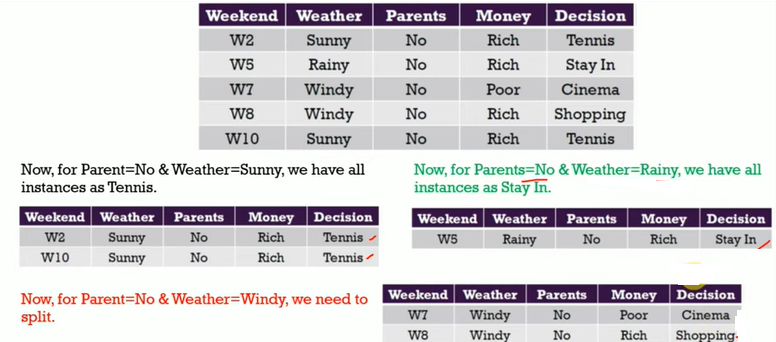 Weekend Weather Parents Money Decision
W2 Sunny No Rich Tennis
W5 Rainy No Rich Stay In
W7 Windy No Poor Cinema
W8 Windy No Rich Shopping
W10 Sunny No Rich Tennis
Now, for Parent=No & Weather=Sunny, we have all
instances as Tennis.
Weekend Weather Parents Money Decision
W2 Sunny No Rich Tennis
W10 Sunny No Rich Tennis
Now, for Parents=No & Weather=Rainy, we have all
instances as Stay In.
Weekend Weather Parents Money Decision
W5 Rainy No Rich Stay In
Now, for Parent=No & Weather=Windy, we need to
split.
Weekend Weather Parents Money Decision
W7 Windy No Poor Cinema
W8 Windy No Rich Shopping